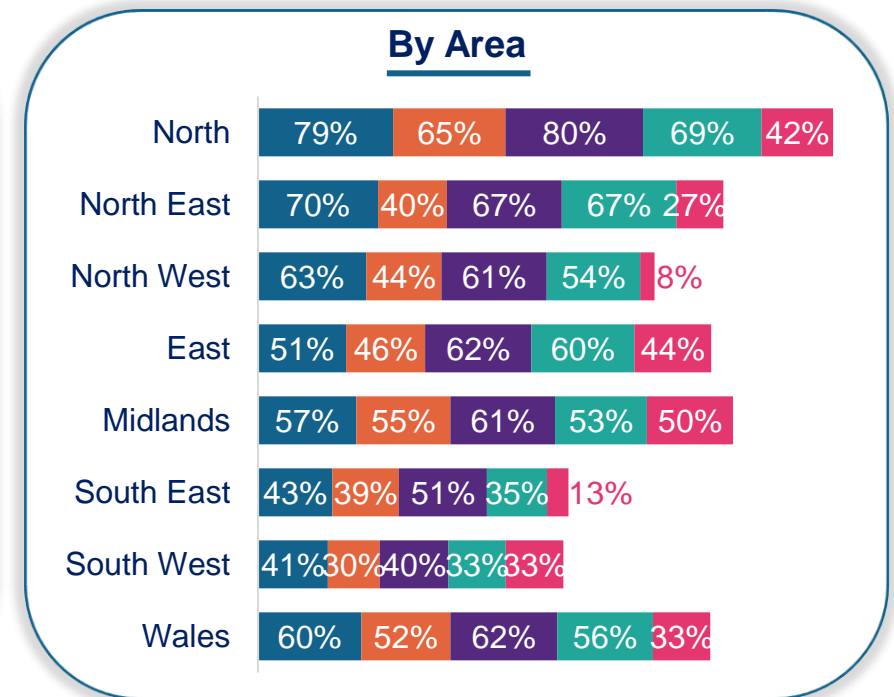 By Area
North 79% 65% 80% 69% 42%
North East 70% 40% 67% 67% 27%
North West 63% 44% 61% 54% 8%
East 51% 46% 62% 60% 44%
Midlands 57% 55% 61% 53% 50%
South East 43% 39% 51% 35% 13%
South West 41% 30% 40% 33% 33%
Wales 60% 52% 62% 56% 33%